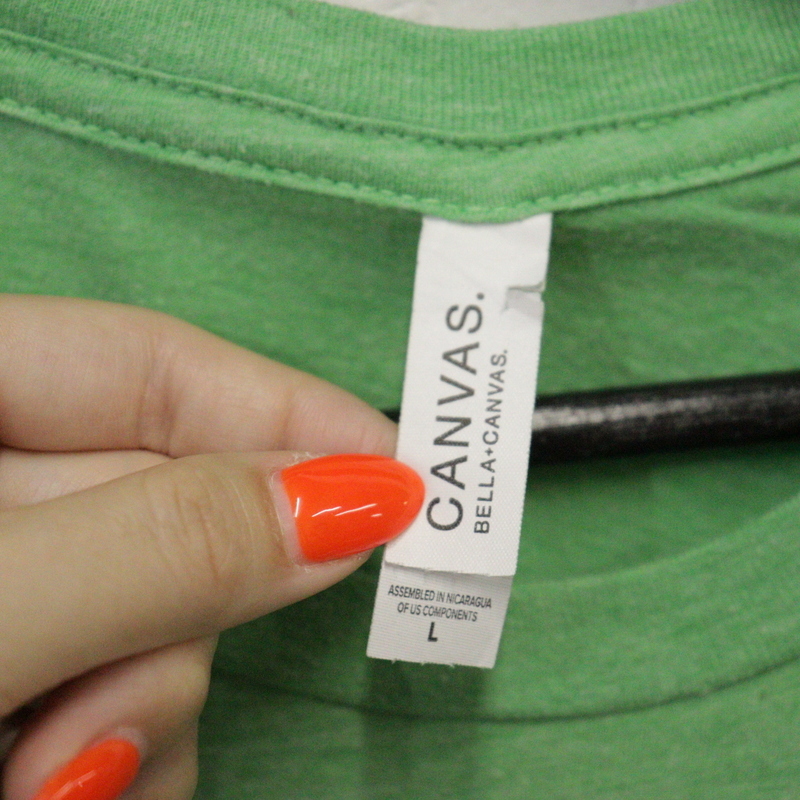 CANVAS.
BELLA+CANVAS.
ASSEMBLED IN NICARAGUA
OF US COMPONENTS
L